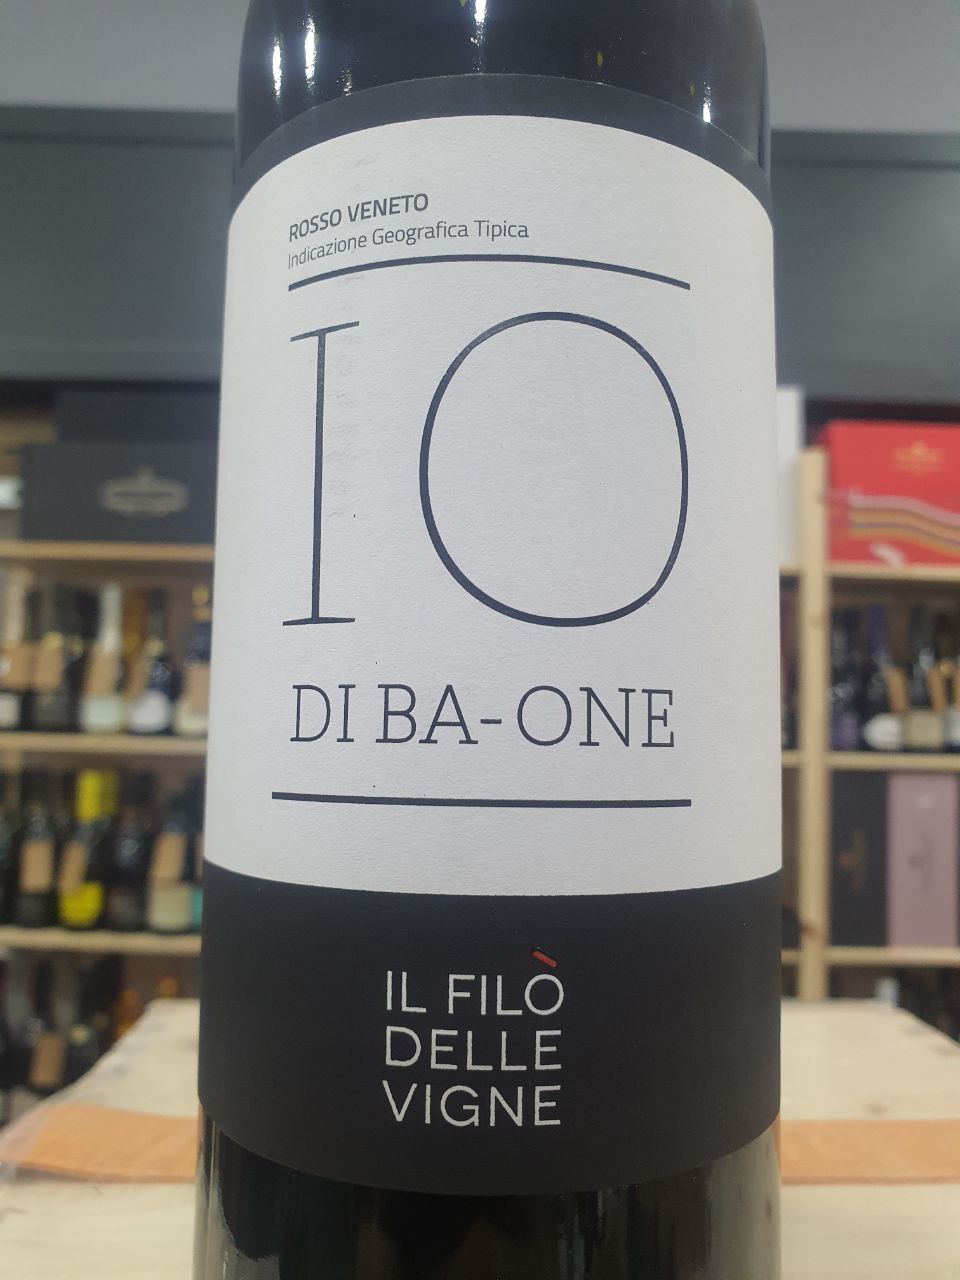 ROSSO VENETO
Indicazione Geografica Tipica
IO
DI BA-ONE
IL FILÒ
DELLE
VIGNE